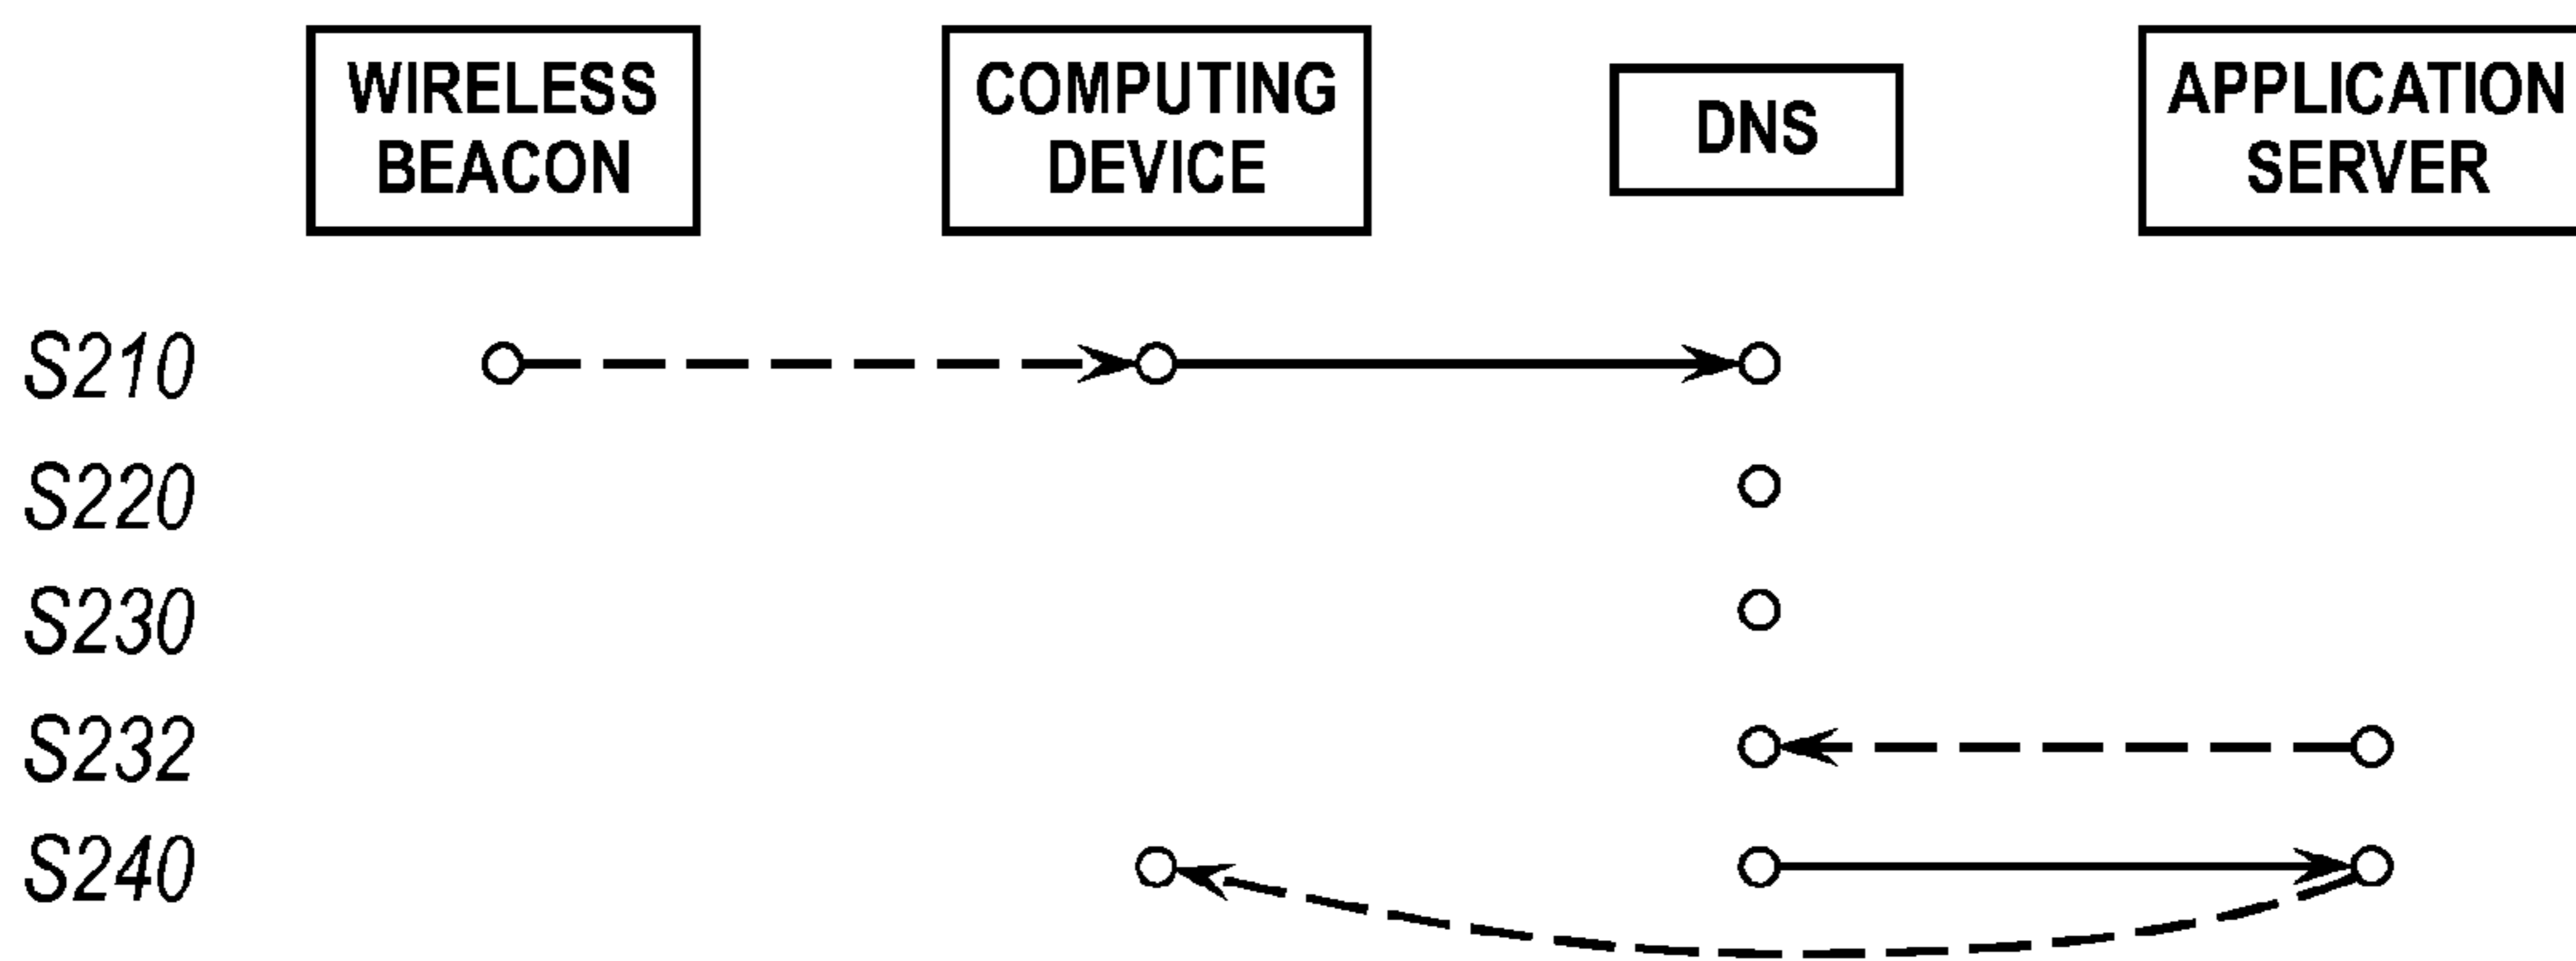 WIRELESS
BEACON
COMPUTING
DEVICE
DNS
APPLICATION
SERVER
S210
S220
S230
S232
S240